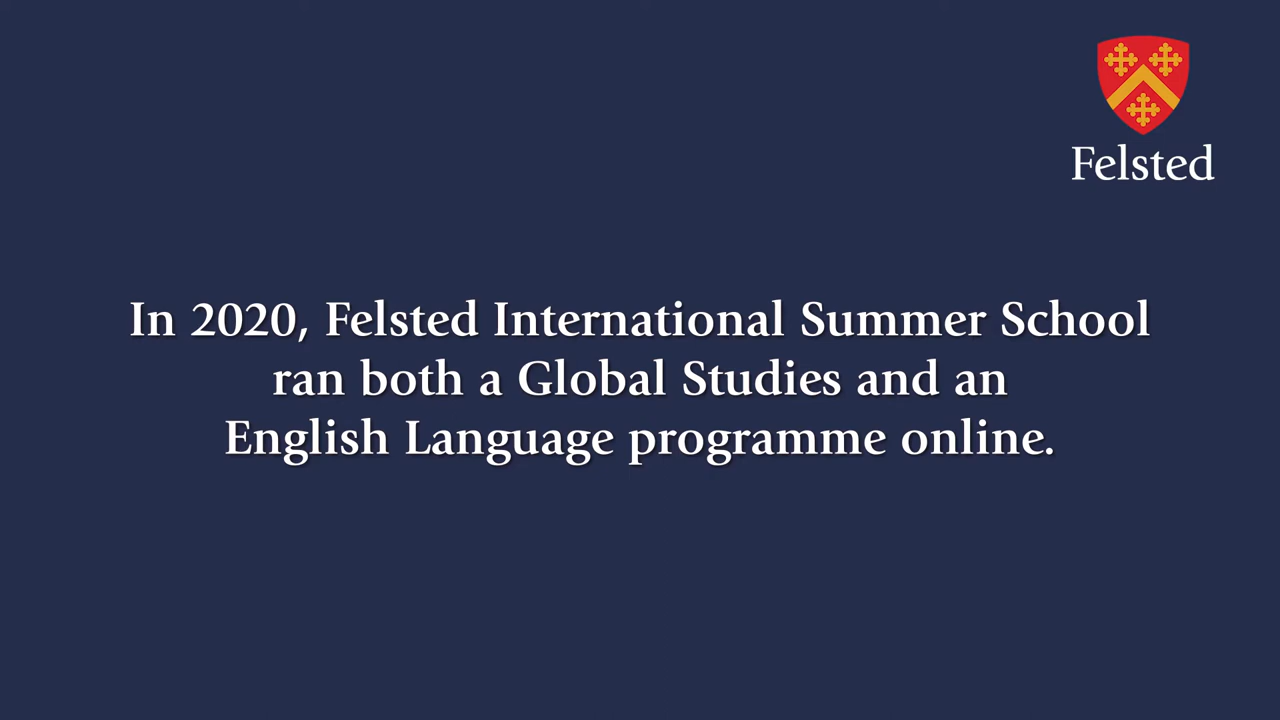 Felsted
In 2020, Felsted International Summer School
ran both a Global Studies and an
English Language programme online.